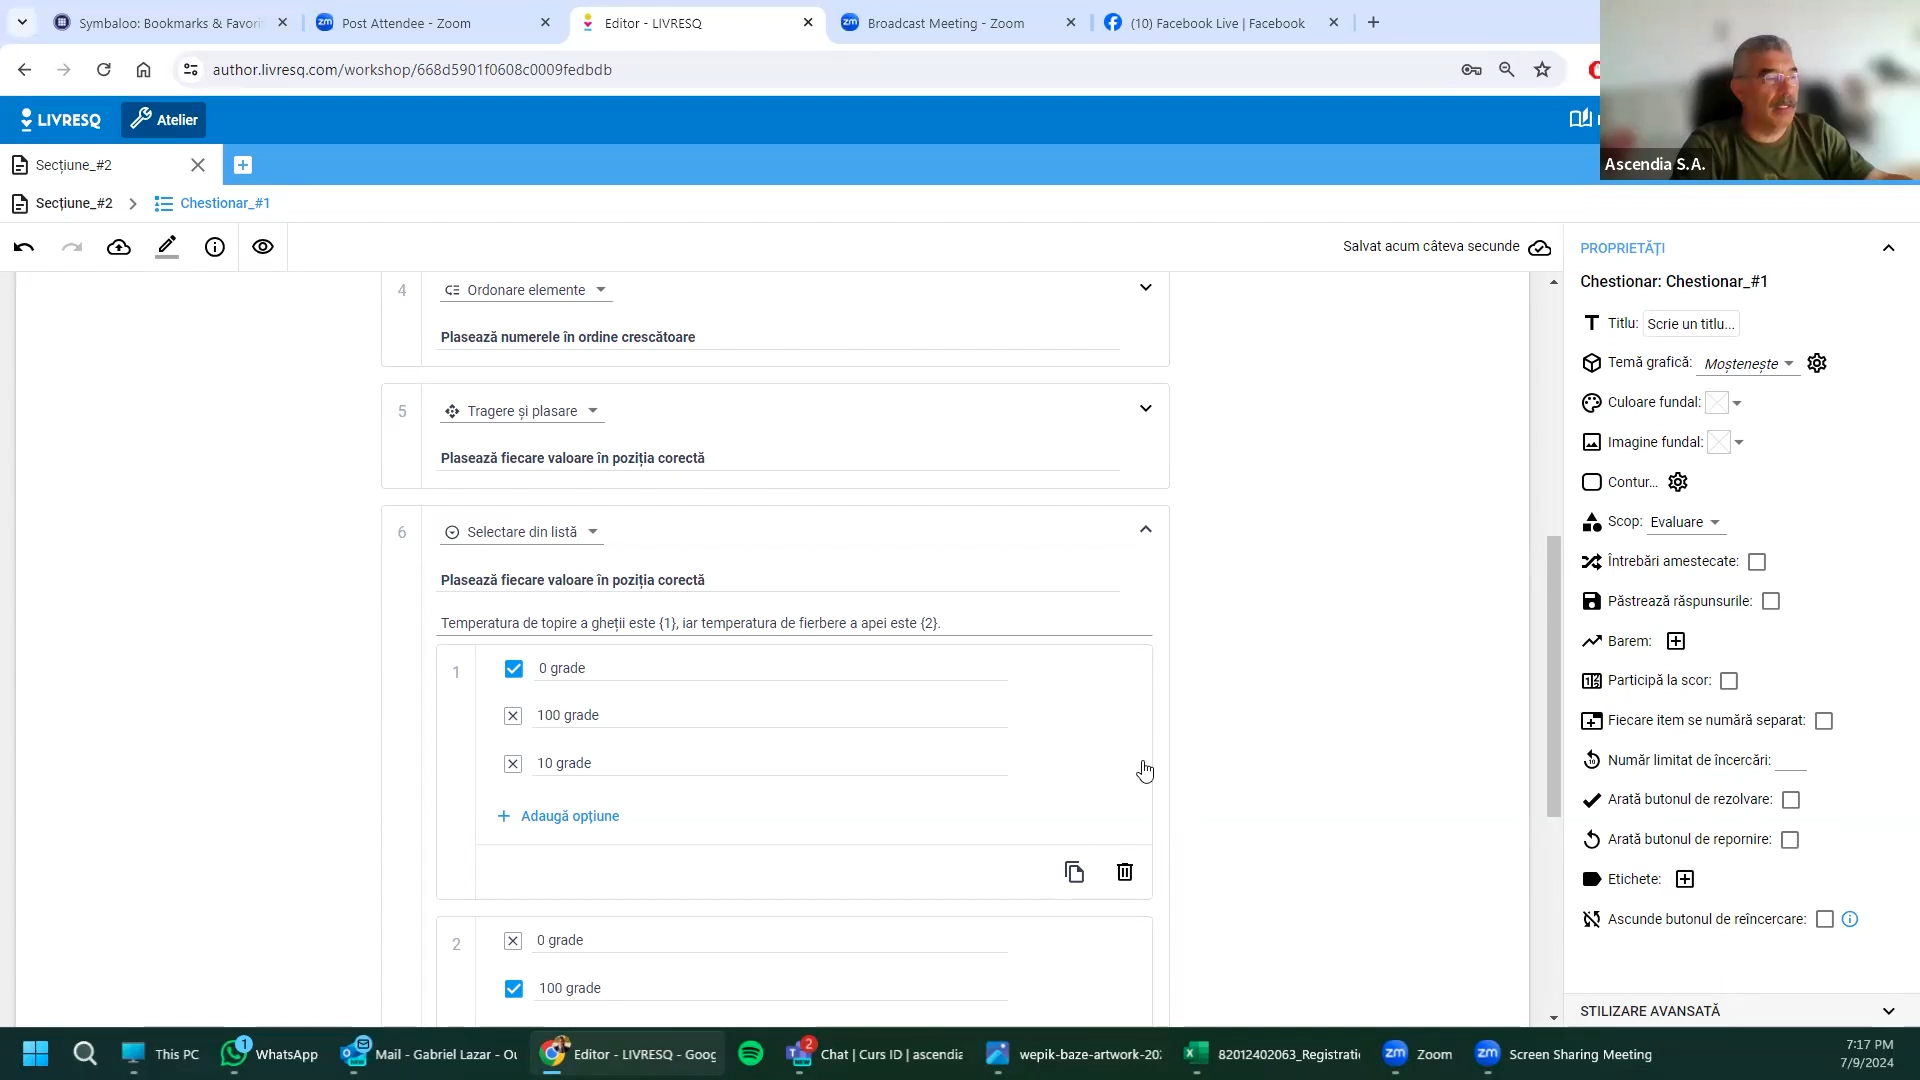 Symbaloo: Bookmarks & Favori
Post Attendee - Zoom
Editor - LIVRESQ
Broadcast Meeting - Zoom
(10) Facebook Live | Facebook
author.livresq.com/workshop/668d5901f0608c0009fedbdb
LIVRESQ
Atelier
Ascendia S.A.
Secțiune_#2
Secțiune_#2
Chestionar_#1
Salvat acum câteva secunde
PROPRIETĂȚI
Chestionar: Chestionar_#1
4
Ordonare elemente
Plasează numerele în ordine crescătoare
5
Tragere și plasare
Plasează fiecare valoare în poziția corectă
6
Selectare din listă
Plasează fiecare valoare în poziția corectă
Temperatura de topire a gheții este {1}, iar temperatura de fierbere a apei este {2}.
1
0 grade
100 grade
10 grade
Adaugă opțiune
2
0 grade
100 grade
Titlu: Scrie un titlu...
Temă grafică: Moștenește
Culoare fundal:
Imagine fundal:
Contur...
Scop: Evaluare
Întrebări amestecate:
Păstrează răspunsurile:
Barem:
Participă la scor:
Fiecare item se numără separat:
Număr limitat de încercări:
Arată butonul de rezolvare:
Arată butonul de repornire:
Etichete:
Ascunde butonul de reîncercare:
STILIZARE AVANSATĂ
This PC
1
WhatsApp
Mail - Gabriel Lazar - Ou
Editor - LIVRESQ - Goog
2
Chat | Curs ID | ascendia
wepik-baze-artwork-202
82012402063_Registrati
Zoom
Screen Sharing Meeting
7:17 PM
7/9/2024